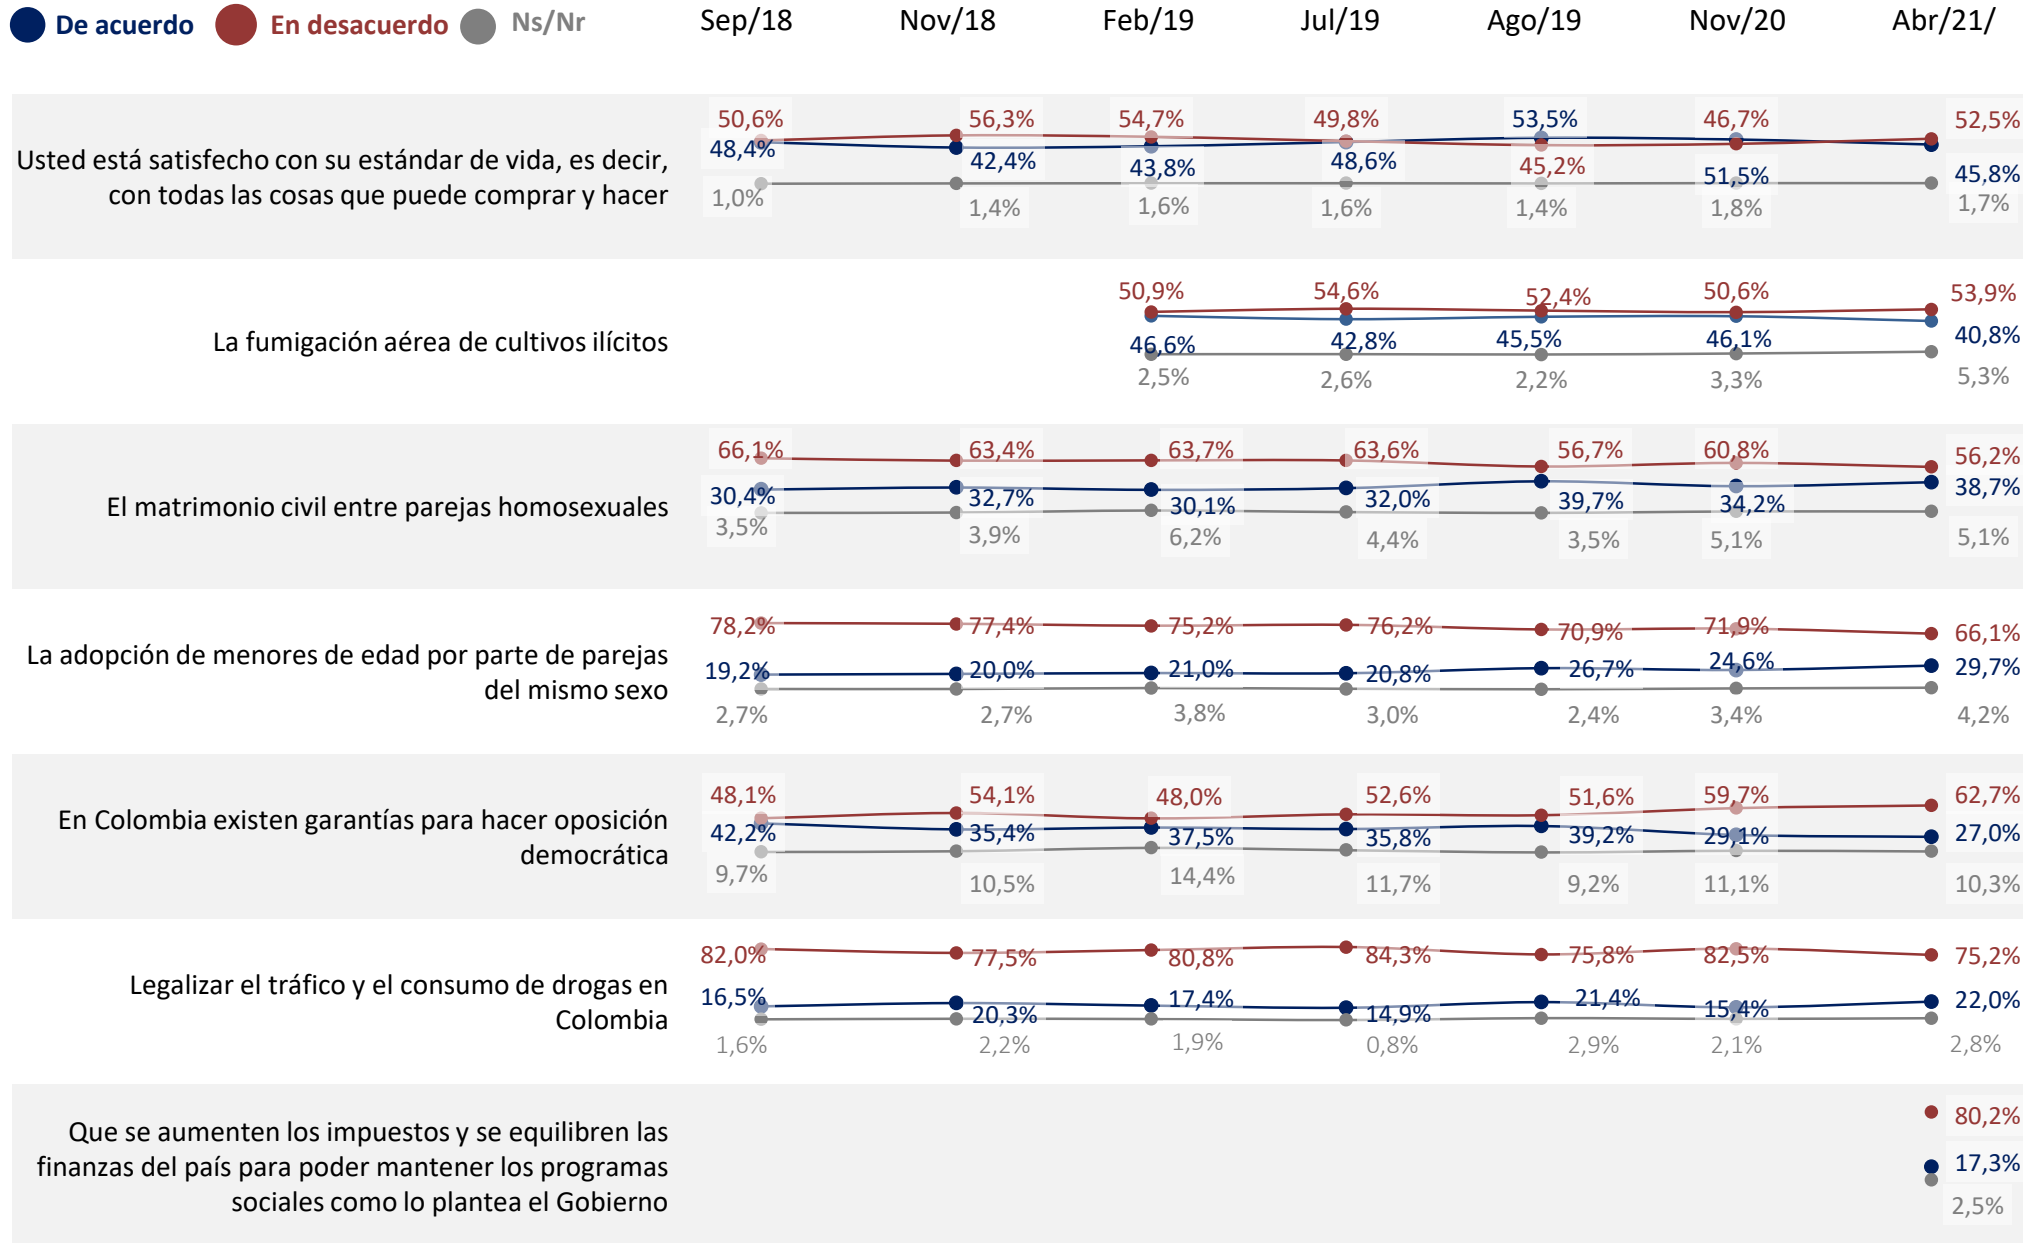 De acuerdo En desacuerdo Ns/Nr Sep/18 Nov/18 Feb/19 Jul/19 Ago/19 Nov/20 Abr/21/
50,6% 56,3% 54,7% 49,8% 53,5% 46,7% 52,5%
Usted está satisfecho con su estándar de vida, es decir,
con todas las cosas que puede comprar y hacer
48,4% 42,4% 43,8% 48,6% 45,2% 51,5% 45,8%
1,0% 1,4% 1,6% 1,6% 1,4% 1,8% 1,7%
50,9% 54,6% 52,4% 50,6% 53,9%
La fumigación aérea de cultivos ilícitos
46,6% 42,8% 45,5% 46,1% 40,8%
2,5% 2,6% 2,2% 3,3% 5,3%
66,1% 63,4% 63,7% 63,6% 56,7% 60,8% 56,2%
El matrimonio civil entre parejas homosexuales
30,4% 32,7% 30,1% 32,0% 39,7% 34,2% 38,7%
3,5% 3,9% 6,2% 4,4% 3,5% 5,1% 5,1%
78,2% 77,4% 75,2% 76,2% 70,9% 71,9% 66,1%
La adopción de menores de edad por parte de parejas
del mismo sexo
19,2% 20,0% 21,0% 20,8% 26,7% 24,6% 29,7%
2,7% 2,7% 3,8% 3,0% 2,4% 3,4% 4,2%
48,1% 54,1% 48,0% 52,6% 51,6% 59,7% 62,7%
En Colombia existen garantías para hacer oposición
democrática
42,2% 35,4% 37,5% 35,8% 39,2% 29,1% 27,0%
9,7% 10,5% 14,4% 11,7% 9,2% 11,1% 10,3%
82,0% 77,5% 80,8% 84,3% 75,8% 82,5% 75,2%
Legalizar el tráfico y el consumo de drogas en
Colombia
16,5% 20,3% 17,4% 14,9% 21,4% 15,4% 22,0%
1,6% 2,2% 1,9% 0,8% 2,9% 2,1% 2,8%
80,2%
Que se aumenten los impuestos y se equilibren las
finanzas del país para poder mantener los programas
sociales como lo plantea el Gobierno
17,3%
2,5%